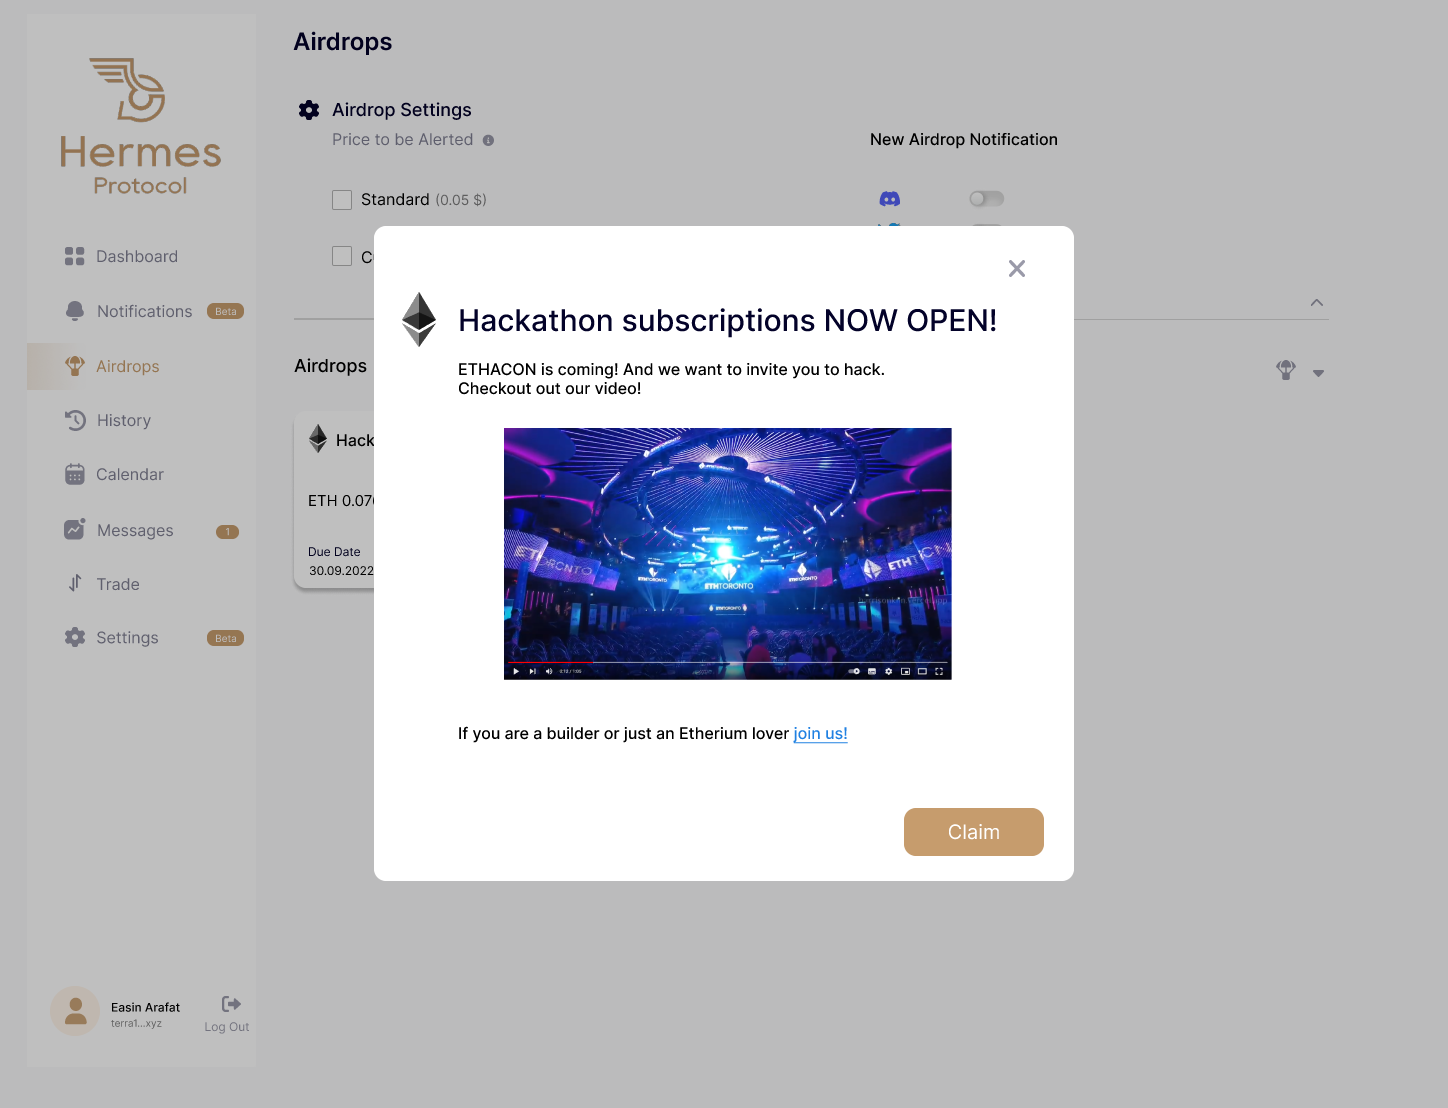 Hermes
Protocol
Dashboard
Notifications Beta
Airdrops
History
Calendar
Messages 1
Trade
Settings Beta
Easin Arafat
terra1...xyz
Log Out
Airdrops
Airdrop Settings
Price to be Alerted
New Airdrop Notification
Standard (0.05 $)
Airdrops
Hack
ETH 0.07
Due Date
30.09.2022
Hackathon subscriptions NOW OPEN!
ETHACON is coming! And we want to invite you to hack.
Checkout out our video!
ETHTORONTO
ETHTORONTO
If you are a builder or just an Etherium lover join us!
Claim